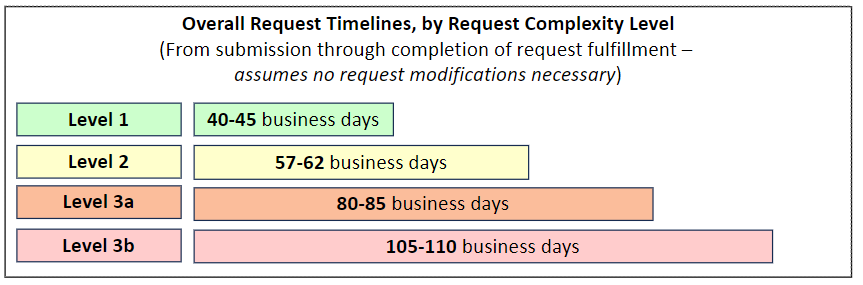 Overall Request Timelines, by Request Complexity Level
(From submission through completion of request fulfillment –
assumes no request modifications necessary)
Level 1 40-45 business days
Level 2 57-62 business days
Level 3a 80-85 business days
Level 3b 105-110 business days